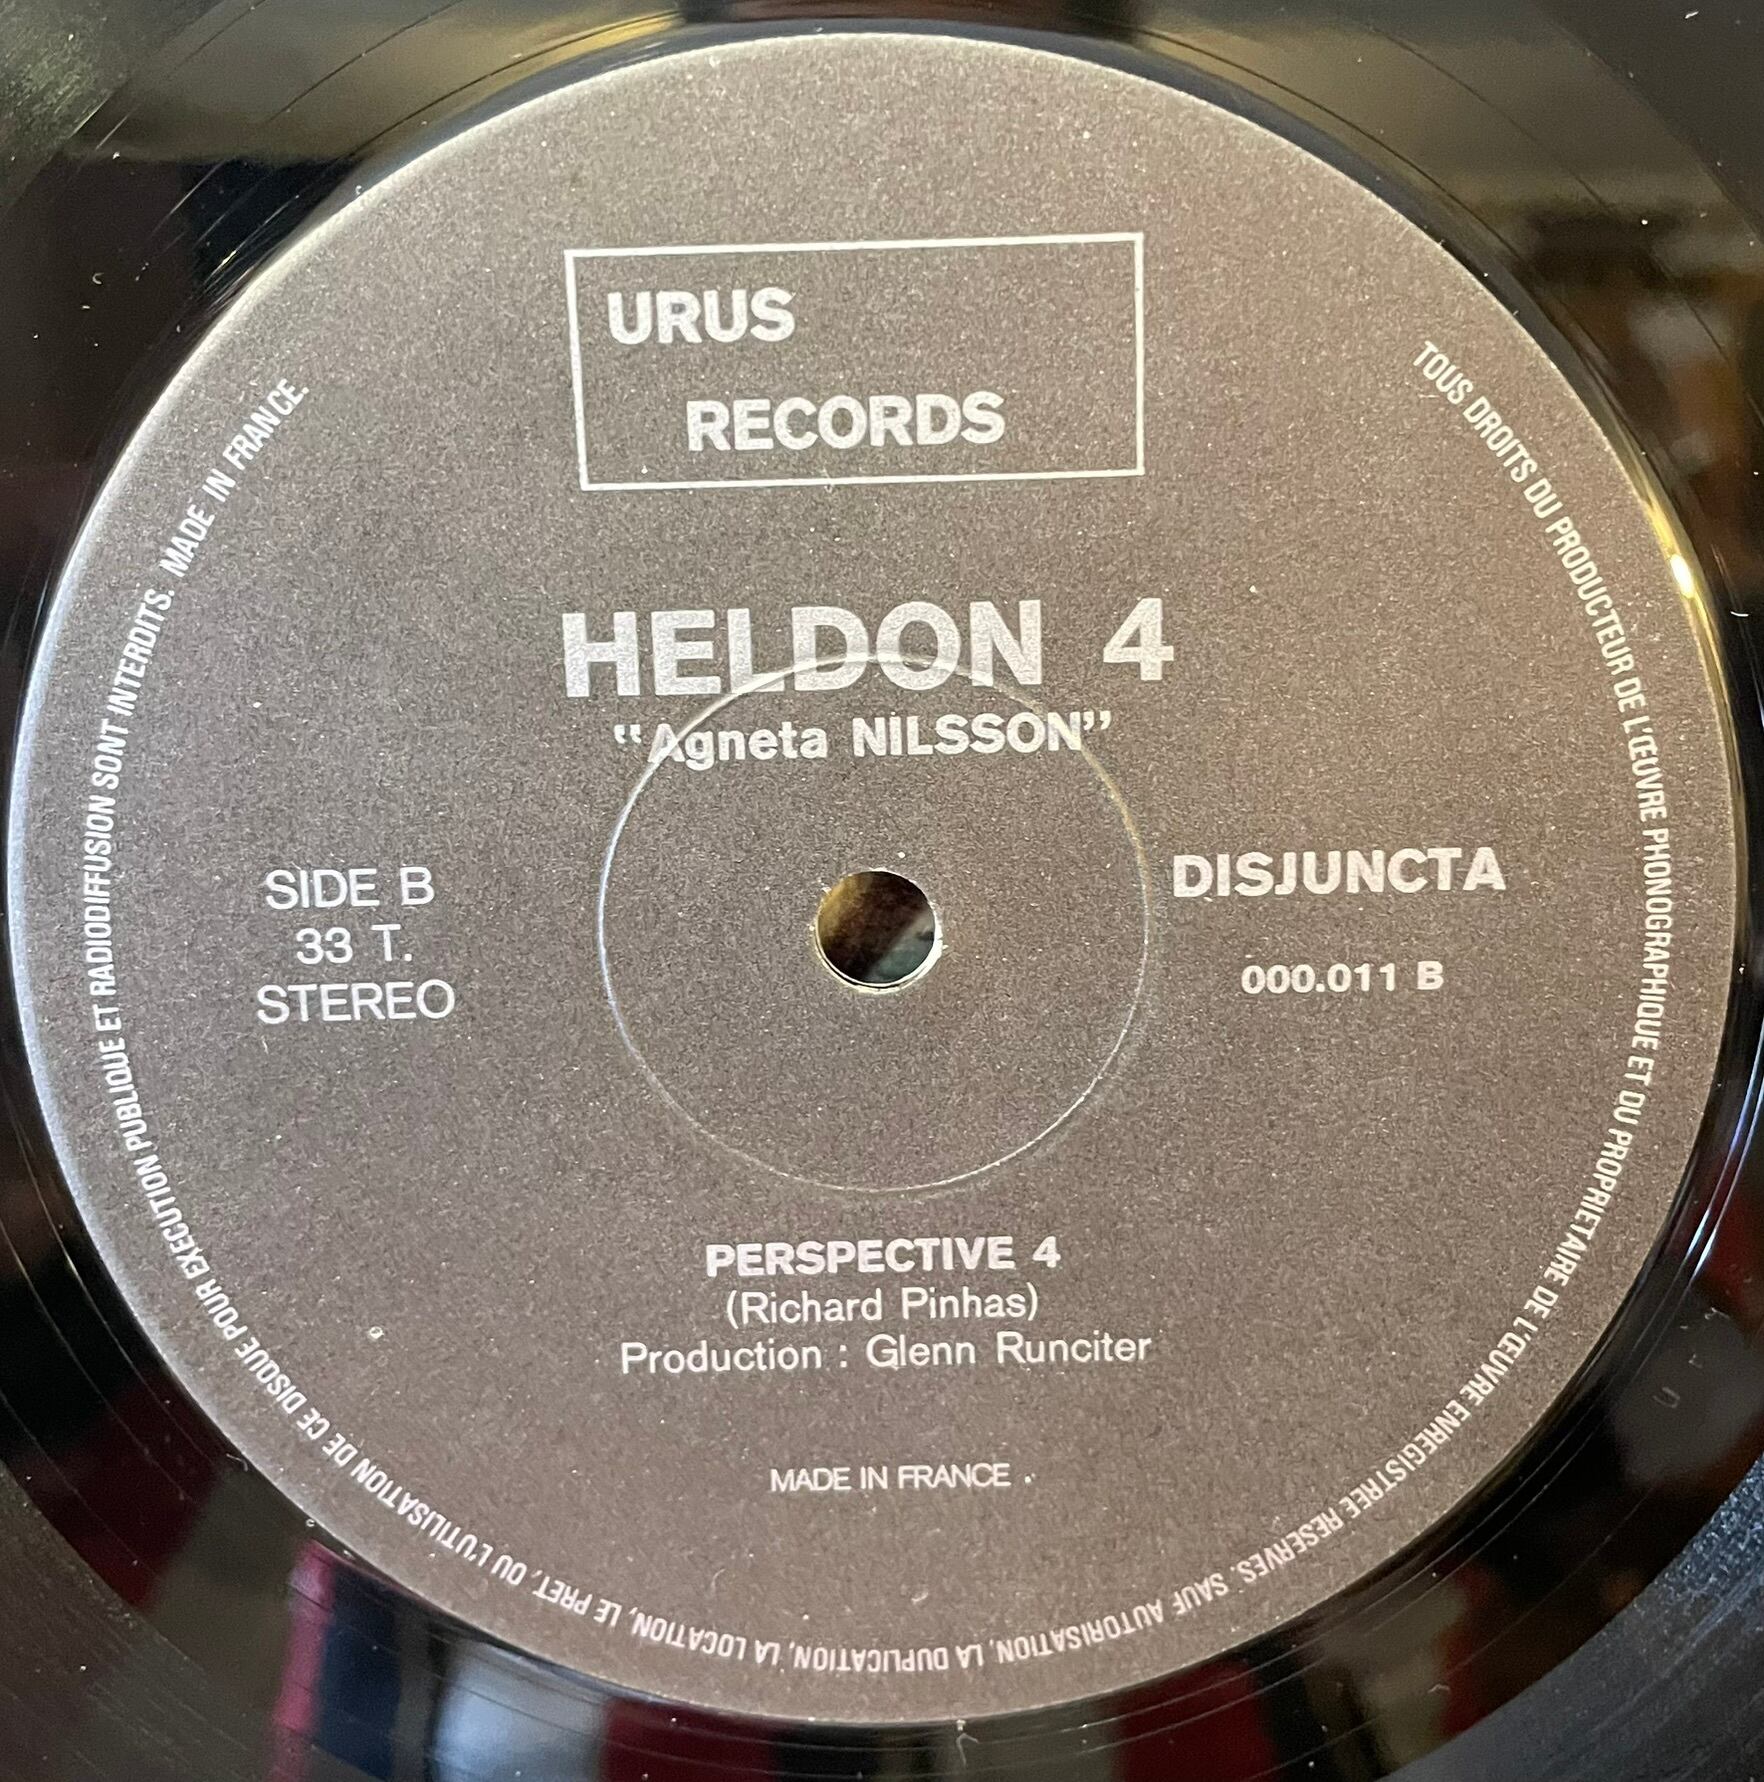 URUS
RECORDS
HELDON 4
“Agneta NILSSON”
SIDE B
33 T.
STEREO
DISJUNCTA
000.011 B
PERSPECTIVE 4
(Richard Pinhas)
Production : Glenn Runciter
MADE IN FRANCE .
TOUS DROITS DU PRODUCTEUR DE L'ŒUVRE PHONOGRAPHIQUE ET DU PROPRIETAIRE DE L'ŒUVRE ENREGISTREE RESERVES. SAUF AUTORISATION, LA DUPLICATION, LA LOCATION, LE PRET, OU L'UTILISATION DE CE DISQUE POUR EXECUTION PUBLIQUE ET RADIODIFFUSION SONT INTERDITS. MADE IN FRANCE.